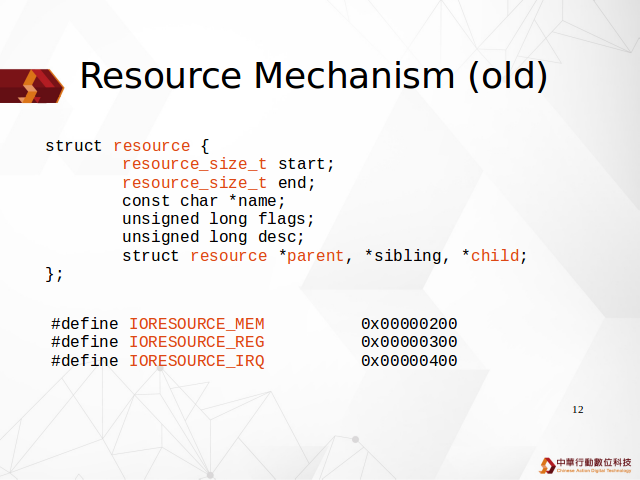 Resource Mechanism (old)
struct resource {
resource_size_t start;
resource_size_t end;
const char *name;
unsigned long flags;
unsigned long desc;
struct resource *parent, *sibling, *child;
};
#define IORESOURCE_MEM 0x00000200
#define IORESOURCE_REG 0x00000300
#define IORESOURCE_IRQ 0x00000400
12
中華行動數位科技
Chinese Action Digital Technology